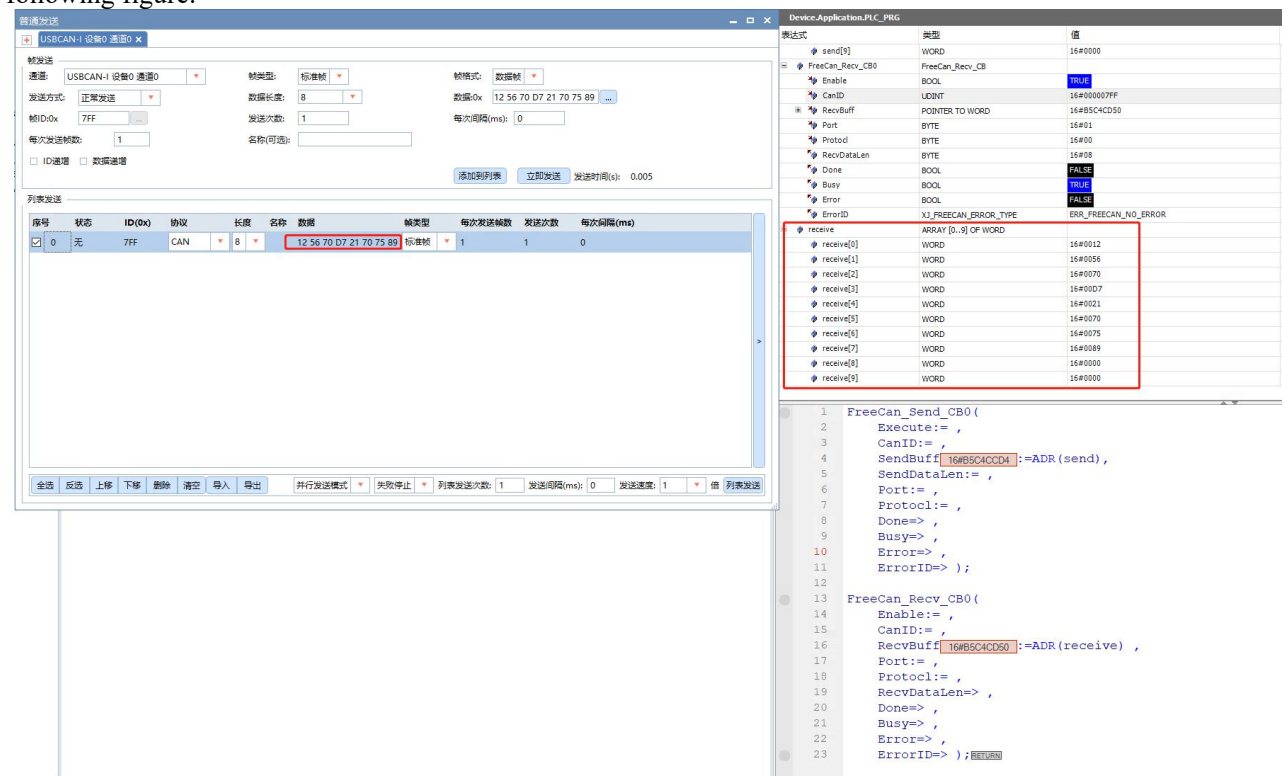 following figure.
普通发送
USBCAN-I 设备0 通道0 ×
帧发送
通道: USBCAN-I 设备0 通道0 帧类型: 标准帧 帧格式: 数据帧
发送方式: 正常发送 数据长度: 8 数据:0x 12 56 70 D7 21 70 75 89 ...
帧ID:0x 7FF ... 发送次数: 1 每次间隔(ms): 0
每次发送帧数: 1 名称(可选):
ID递增 数据递增
添加到列表 立即发送 发送时间(s): 0.005
列表发送
序号 状态 ID(0x) 协议 长度 名称 数据 帧类型 每次发送帧数 发送次数 每次间隔(ms)
0 无 7FF CAN 8 12 56 70 D7 21 70 75 89 标准帧 1 1 0
>
全选 反选 上移 下移 删除 清空 导入 导出 并行发送模式 失败停止 列表发送次数: 1 发送间隔(ms): 0 发送速度: 1 倍 列表发送
Device.Application.PLC_PRG
表达式 类型 值
send[9] WORD 16#0000
FreeCan_Recv_CB0 FreeCan_Recv_CB
Enable BOOL TRUE
CanID UDINT 16#000007FF
RecvBuff POINTER TO WORD 16#B5C4CD50
Port BYTE 16#01
Protocl BYTE 16#00
RecvDataLen BYTE 16#08
Done BOOL FALSE
Busy BOOL TRUE
Error BOOL FALSE
ErrorID XJ_FREECAN_ERROR_TYPE ERR_FREECAN_NO_ERROR
receive ARRAY [0..9] OF WORD
receive[0] WORD 16#0012
receive[1] WORD 16#0056
receive[2] WORD 16#0070
receive[3] WORD 16#00D7
receive[4] WORD 16#0021
receive[5] WORD 16#0070
receive[6] WORD 16#0075
receive[7] WORD 16#0089
receive[8] WORD 16#0000
receive[9] WORD 16#0000
1 FreeCan_Send_CB0(
2 Execute:= ,
3 CanID:= ,
4 SendBuff 16#B5C4CCD4 :=ADR(send),
5 SendDataLen:= ,
6 Port:= ,
7 Protocl:= ,
8 Done=> ,
9 Busy=> ,
10 Error=> ,
11 ErrorID=> );
12
13 FreeCan_Recv_CB0(
14 Enable:= ,
15 CanID:= ,
16 RecvBuff 16#B5C4CD50 :=ADR(receive) ,
17 Port:= ,
18 Protocl:= ,
19 RecvDataLen=> ,
20 Done=> ,
21 Busy=> ,
22 Error=> ,
23 ErrorID=> );RETURN